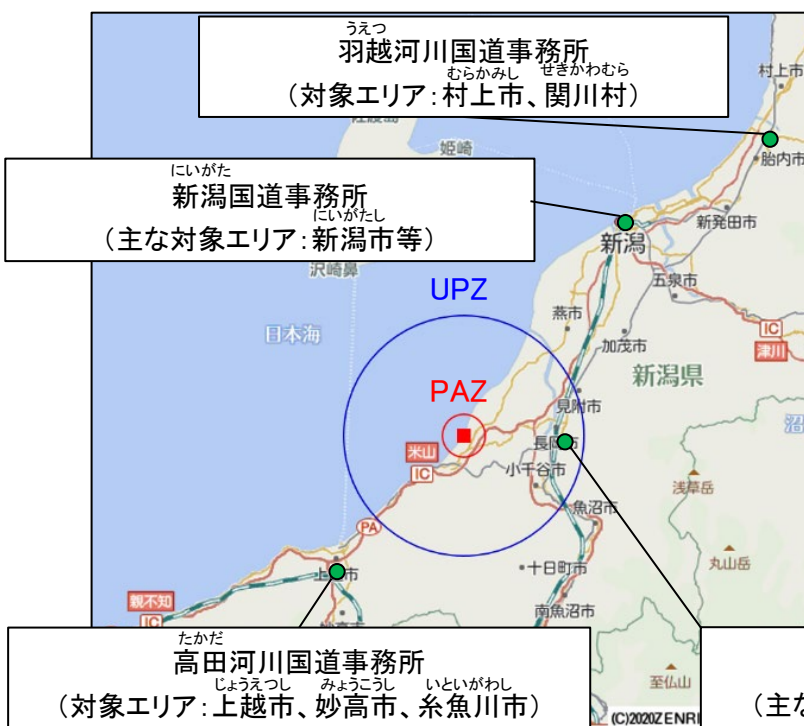 うえつ
羽越河川国道事務所
むらかみし せきかわむら
（対象エリア：村上市、関川村）
村上市
姫崎
胎内市
にいがた
新潟国道事務所
にいがたし
（主な対象エリア：新潟市等）
新発田市
新潟
沢崎鼻
五泉市
UPZ
燕市
日本海
IC
加茂市
津川
新潟県
PAZ
見附市
米山
IC
小千谷市
浅草岳
魚沼市
PA
丸山岳
十日町市
親不知
IC
南魚沼市
たかだ
高田河川国道事務所
じょうえつし みょうこうし いといがわし
（対象エリア：上越市、妙高市、糸魚川市）
至仏山
(C)2020ZENRI
（主な